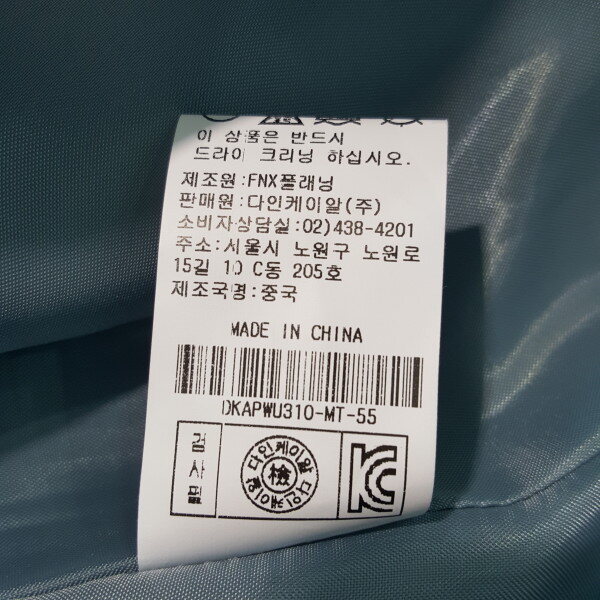 이 상품은 반드시
드라이 크리닝 하십시오.
제조원:FNX플래닝
판매원:다인케이알(주)
소비자상담실:02)438-4201
주소:서울시 노원구 노원로
15길 10 C동 205호
제조국명:중국
MADE IN CHINA
DKAPWU310-MT-55
검사필
다인케이알
檢